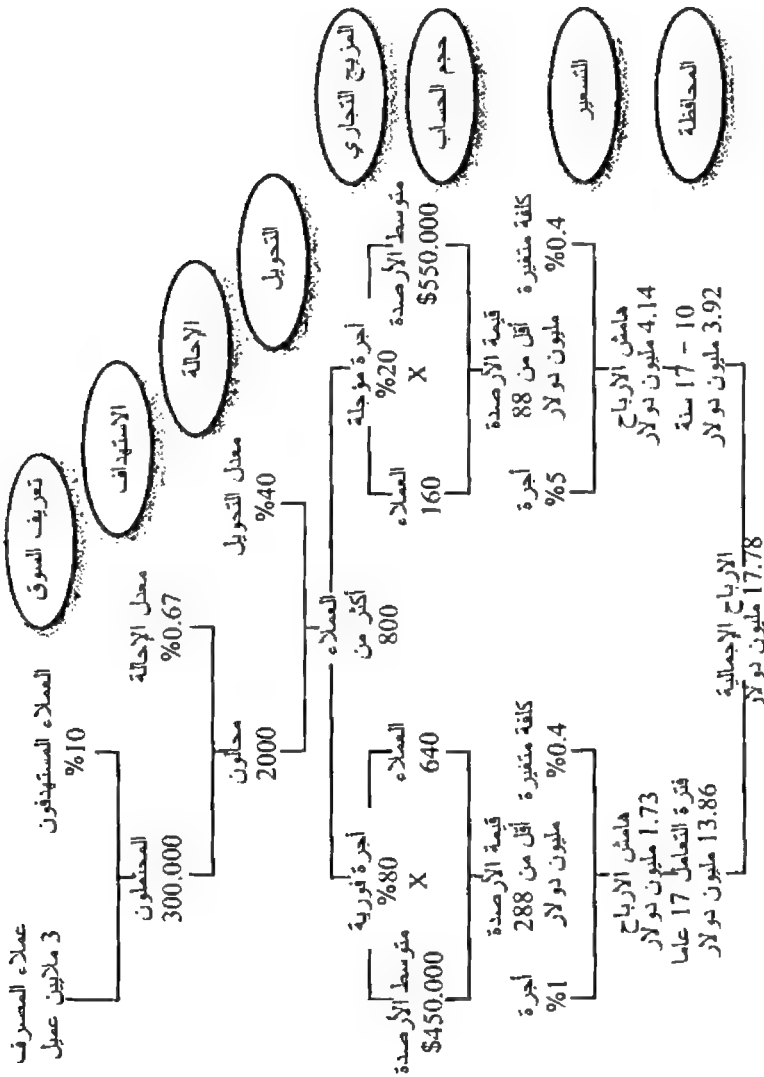 عملاء المصرف
3 ملايين عميل
العملاء المستهدفون
%10
تعريف السوق
المحتملون
300.000
معدل الإحالة
%0.67
الاستهداف
محالون
2000
معدل التحويل
%40
الإحالة
العملاء
أكثر من
800
التحويل
أجرة فورية
%80
X
أجرة مؤجلة
%20
X
المزيج التجاري
متوسط الأرصدة
$450.000
العملاء
640
العملاء
160
متوسط الأرصدة
$550.000
حجم الحساب
قيمة الأرصدة
أقل من 288
مليون دولار
قيمة الأرصدة
أقل من 88
مليون دولار
أجرة
%1
كلفة متغيرة
%0.4
أجرة
%5
كلفة متغيرة
%0.4
التسعير
هامش الأرباح
1.73 مليون دولار
فترة التعامل 17 عاما
13.86 مليون دولار
هامش الأرباح
4.14 مليون دولار
10 - 17 سنة
3.92 مليون دولار
المحافظة
الأرباح الإجمالية
17.78 مليون دولار